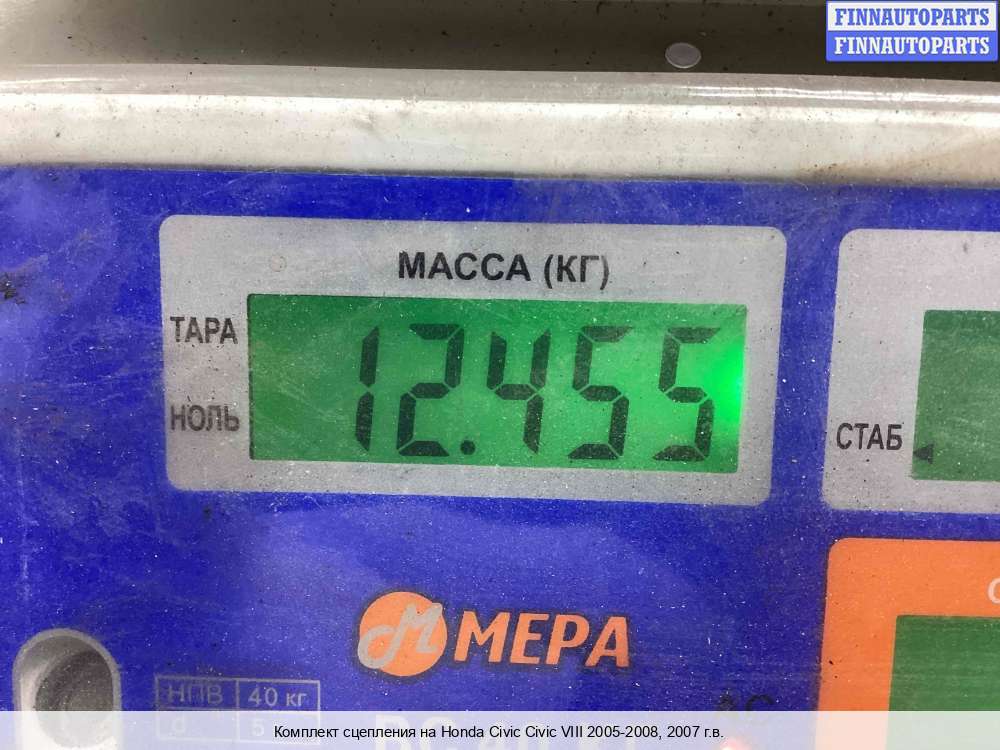 FINNAUTOPARTS
FINNAUTOPARTS
МАССА (КГ)
ТАРА
12.455
НОЛЬ
СТАБ
МЕРА
НПВ 40 кг
d 5
Комплект сцепления на Honda Civic Civic VIII 2005-2008, 2007 г.в.